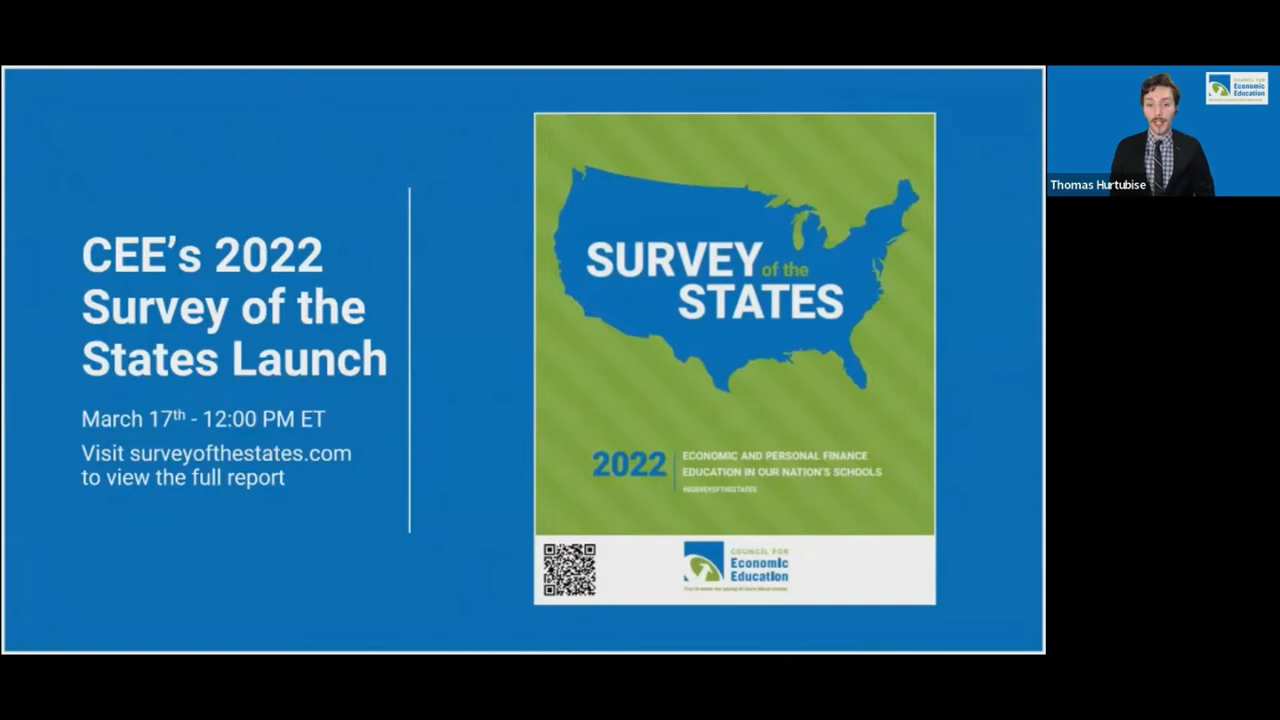 CEE's 2022
Survey of the
States Launch
March 17th - 12:00 PM ET
Visit surveyofthestates.com
to view the full report
SURVEY of the
STATES
2022
ECONOMIC AND PERSONAL FINANCE
EDUCATION IN OUR NATION'S SCHOOLS
#SURVEYOFTHESTATES
COUNCIL FOR
Economic
Education
COUNCIL FOR
Economic
Education
Thomas Hurtubise